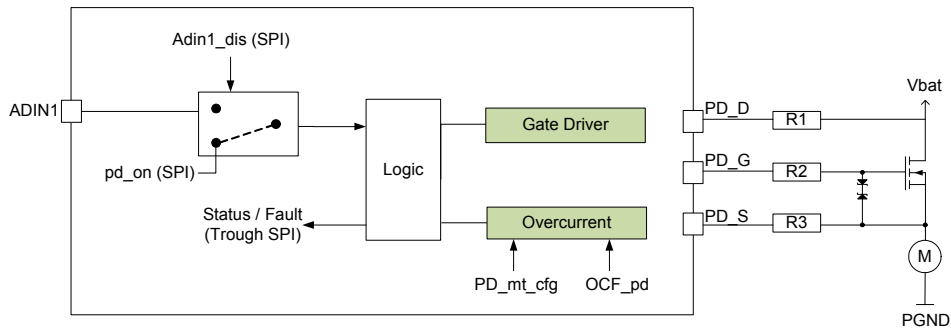 Adin1_dis (SPI)
ADIN1
pd_on (SPI)
Logic
Gate Driver
Status / Fault
(Trough SPI)
Overcurrent
PD_mt_cfg
OCF_pd
PD_D
R1
PD_G
R2
PD_S
R3
Vbat
M
PGND